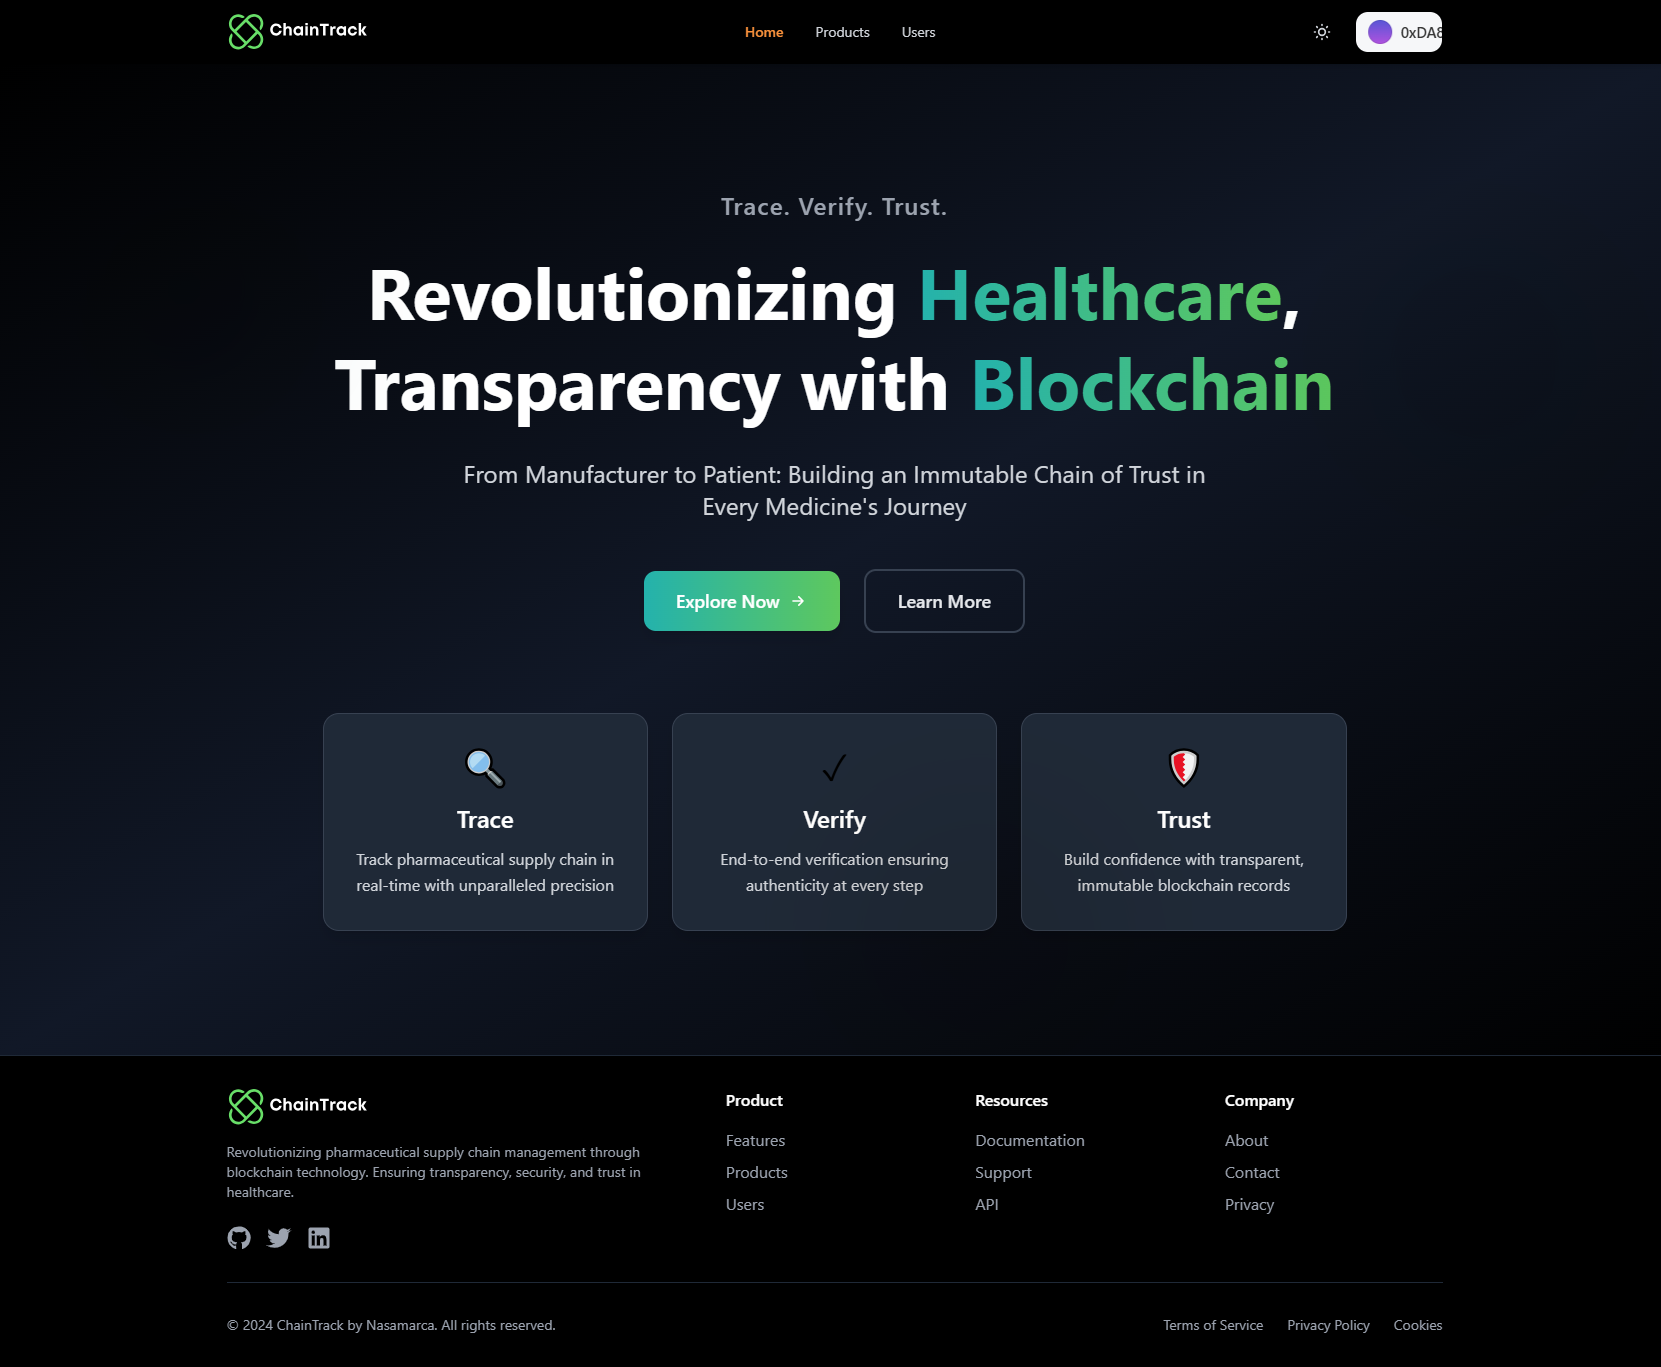 ChainTrack
Home
Products
Users
0xDA8
Trace. Verify. Trust.
Revolutionizing Healthcare,
Transparency with Blockchain
From Manufacturer to Patient: Building an Immutable Chain of Trust in
Every Medicine's Journey
Explore Now →
Learn More
Trace
Track pharmaceutical supply chain in
real-time with unparalleled precision
Verify
End-to-end verification ensuring
authenticity at every step
Trust
Build confidence with transparent,
immutable blockchain records
ChainTrack
Revolutionizing pharmaceutical supply chain management through
blockchain technology. Ensuring transparency, security, and trust in
healthcare.
Product
Features
Products
Users
Resources
Documentation
Support
API
Company
About
Contact
Privacy
© 2024 ChainTrack by Nasamarca. All rights reserved.
Terms of Service
Privacy Policy
Cookies